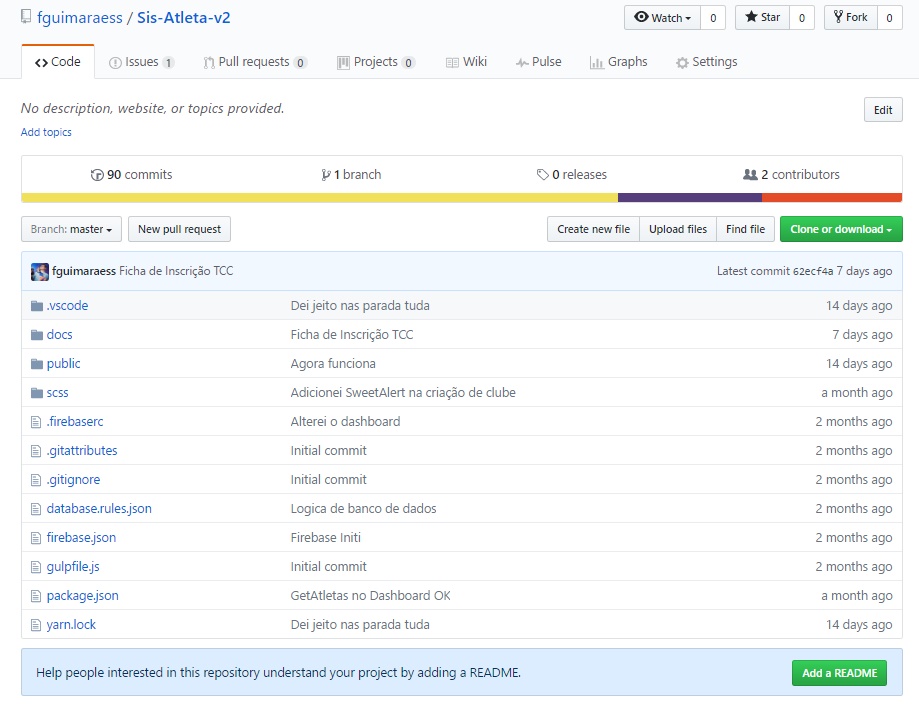 fguimaraess / Sis-Atleta-v2 Watch 0 Star 0 Fork 0
Code Issues 1 Pull requests 0 Projects 0 Wiki Pulse Graphs Settings
No description, website, or topics provided. Edit
Add topics
90 commits 1 branch 0 releases 2 contributors
Branch: master New pull request Create new file Upload files Find file Clone or download
fguimaraess Ficha de Inscrição TCC Latest commit 62ecf4a 7 days ago
.vscode Dei jeito nas parada tuda 14 days ago
docs Ficha de Inscrição TCC 7 days ago
public Agora funciona 14 days ago
scss Adicionei SweetAlert na criação de clube a month ago
.firebaserc Alterei o dashboard 2 months ago
.gitattributes Initial commit 2 months ago
.gitignore Initial commit 2 months ago
database.rules.json Logica de banco de dados 2 months ago
firebase.json Firebase Initi 2 months ago
gulpfile.js Initial commit 2 months ago
package.json GetAtletas no Dashboard OK a month ago
yarn.lock Dei jeito nas parada tuda 14 days ago
Help people interested in this repository understand your project by adding a README. Add a README